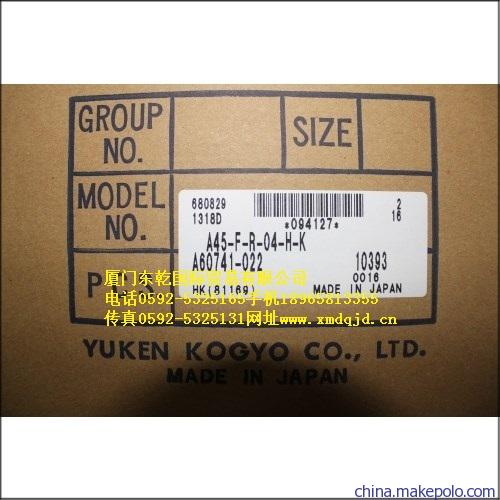 GROUP NO.
SIZE
MODEL NO.
680829
1318D
*094127*
2
16
A45-F-R-04-H-K
A60741-022
10393
0016
HK(81169)
MADE IN JAPAN
厦门东乾国际贸易有限公司
电话0592-5325165手机18965813355
传真0592-5325131网址www.xmdqjd.cn
YUKEN KOGYO CO., LTD.
MADE IN JAPAN
china.makepolo.com